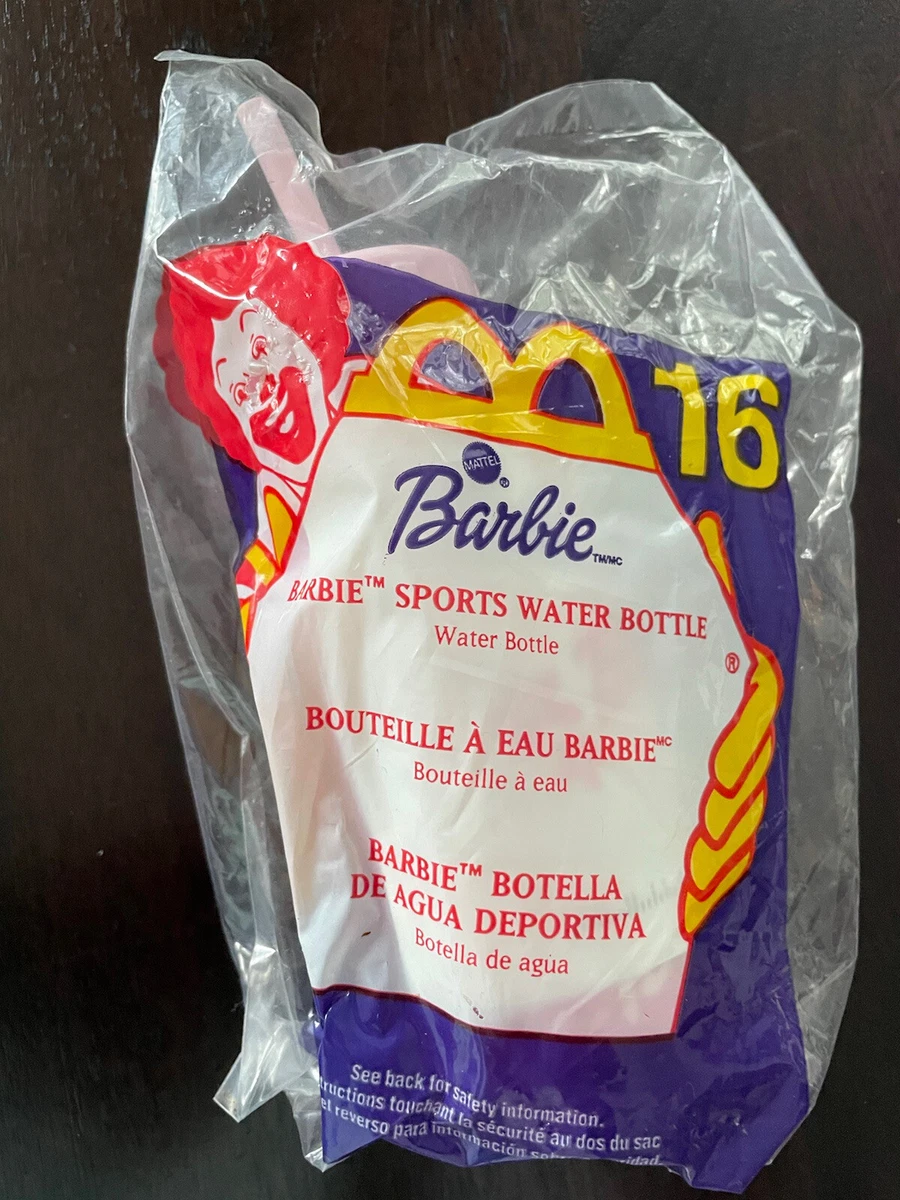 16
MATTEL
Barbie TM/MC
BARBIE™ SPORTS WATER BOTTLE
Water Bottle
®
BOUTEILLE À EAU BARBIE MC
Bouteille à eau
BARBIE™ BOTELLA
DE AGUA DEPORTIVA
Botella de agua
See back for safety information.
touchant la sécurité au dos du sac
reverso para información